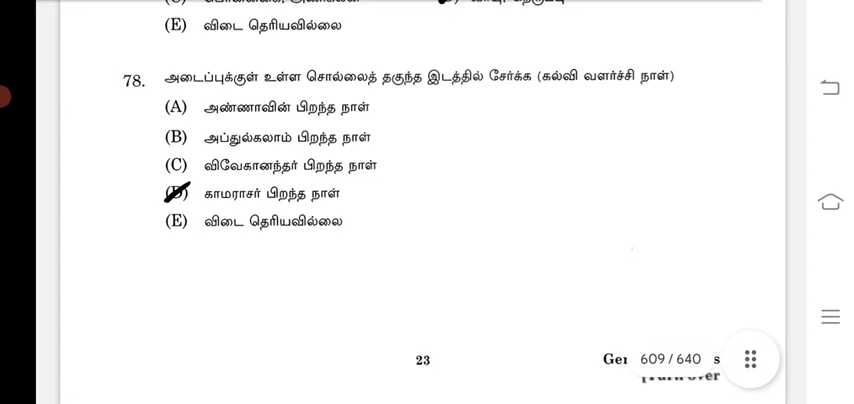 (E) விடை தெரியவில்லை
78. அடைப்புக்குள் உள்ள சொல்லைத் தகுந்த இடத்தில் சேர்க்க (கல்வி வளர்ச்சி நாள்)
(A) அண்ணாவின் பிறந்த நாள்
(B) அப்துல்கலாம் பிறந்த நாள்
(C) விவேகானந்தர் பிறந்த நாள்
(D) காமராசர் பிறந்த நாள்
(E) விடை தெரியவில்லை
23
609 / 640